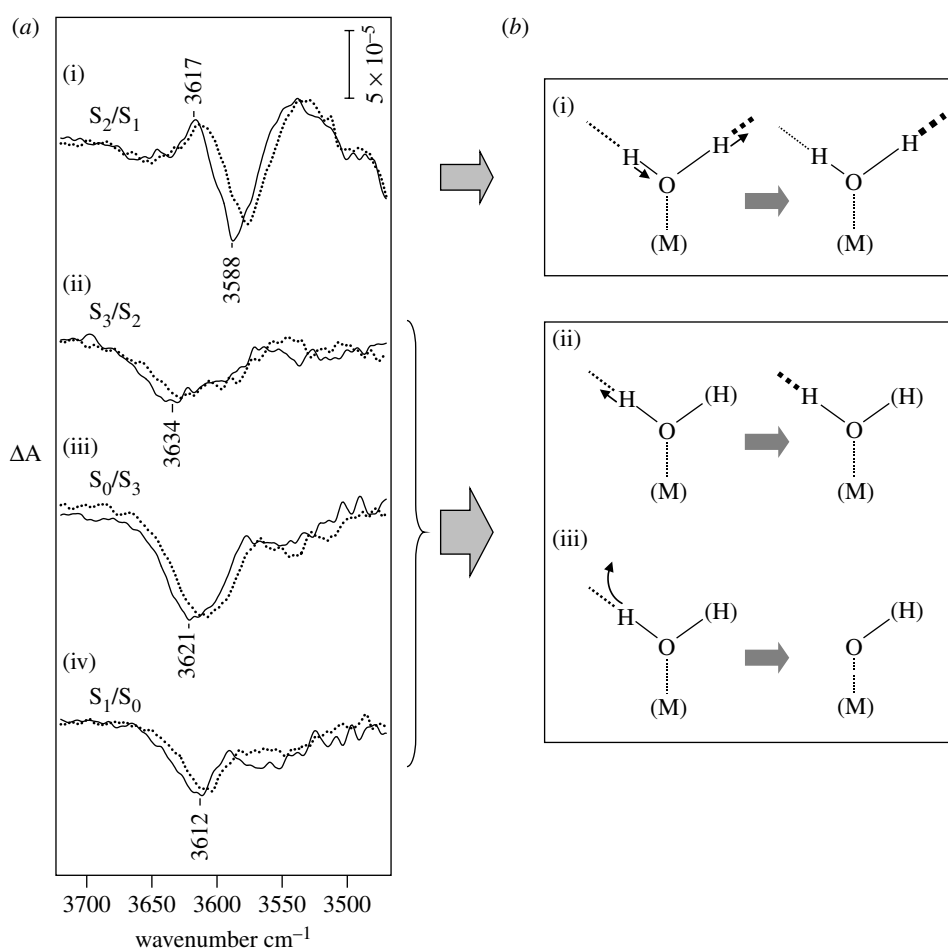 (a)
(i)
S₂/S₁
3617
3588
5 × 10⁻⁵
(ii)
S₃/S₂
3634
ΔA
(iii)
S₀/S₃
3621
(iv)
S₁/S₀
3612
3700 3650 3600 3550 3500
wavenumber cm⁻¹
(b)
(i)
H H H H
O O
(M) (M)
(ii)
H (H) H (H)
O O
(M) (M)
(iii)
H (H) (H)
O O
(M) (M)